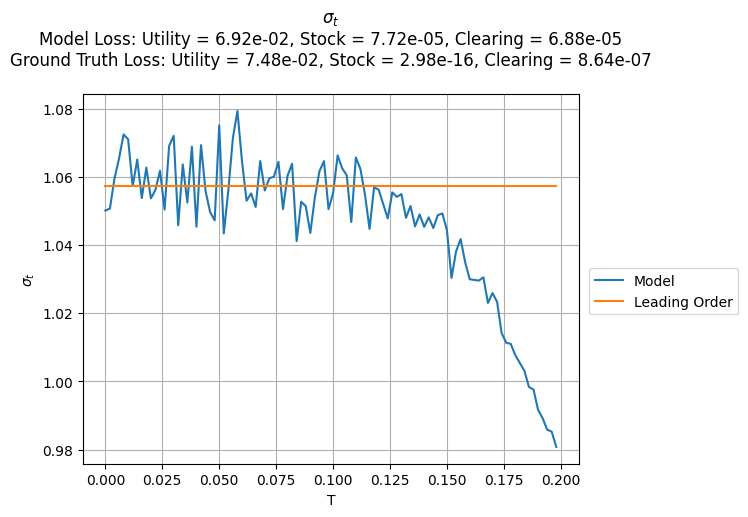 σₜ
Model Loss: Utility = 6.92e-02, Stock = 7.72e-05, Clearing = 6.88e-05
Ground Truth Loss: Utility = 7.48e-02, Stock = 2.98e-16, Clearing = 8.64e-07
1.08
1.06
1.04
1.02
1.00
0.98
σₜ
0.000
0.025
0.050
0.075
0.100
0.125
0.150
0.175
0.200
T
Model
Leading Order